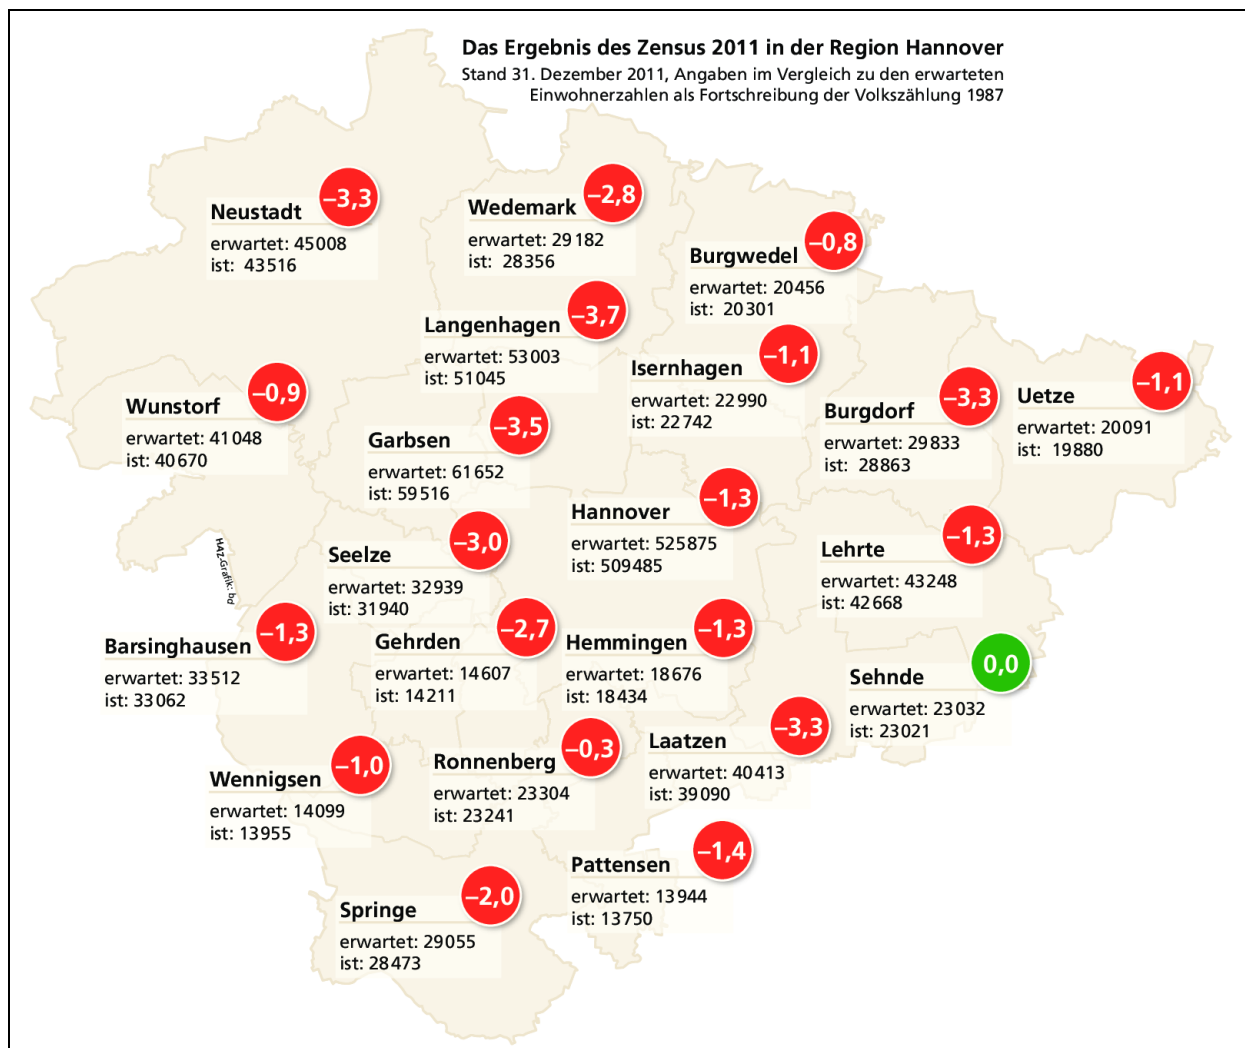 Das Ergebnis des Zensus 2011 in der Region Hannover
Stand 31. Dezember 2011, Angaben im Vergleich zu den erwarteten
Einwohnerzahlen als Fortschreibung der Volkszählung 1987
Neustadt
–3,3
erwartet: 45008
ist: 43516
Wedemark
–2,8
erwartet: 29182
ist: 28356
Burgwedel
–0,8
erwartet: 20456
ist: 20301
Langenhagen
–3,7
erwartet: 53003
ist: 51045
Isernhagen
–1,1
erwartet: 22990
ist: 22742
Wunstorf
–0,9
erwartet: 41048
ist: 40670
Garbsen
–3,5
erwartet: 61652
ist: 59516
Burgdorf
–3,3
erwartet: 29833
ist: 28863
Uetze
–1,1
erwartet: 20091
ist: 19880
Hannover
–1,3
erwartet: 525875
ist: 509485
Seelze
–3,0
erwartet: 32939
ist: 31940
Lehrte
–1,3
erwartet: 43248
ist: 42668
HAZ-Grafik: bd
Barsinghausen
–1,3
erwartet: 33512
ist: 33062
Gehrden
–2,7
erwartet: 14607
ist: 14211
Hemmingen
–1,3
erwartet: 18676
ist: 18434
Sehnde
0,0
erwartet: 23032
ist: 23021
Wennigsen
–1,0
erwartet: 14099
ist: 13955
Ronnenberg
–0,3
erwartet: 23304
ist: 23241
Laatzen
–3,3
erwartet: 40413
ist: 39090
Pattensen
–1,4
erwartet: 13944
ist: 13750
Springe
–2,0
erwartet: 29055
ist: 28473